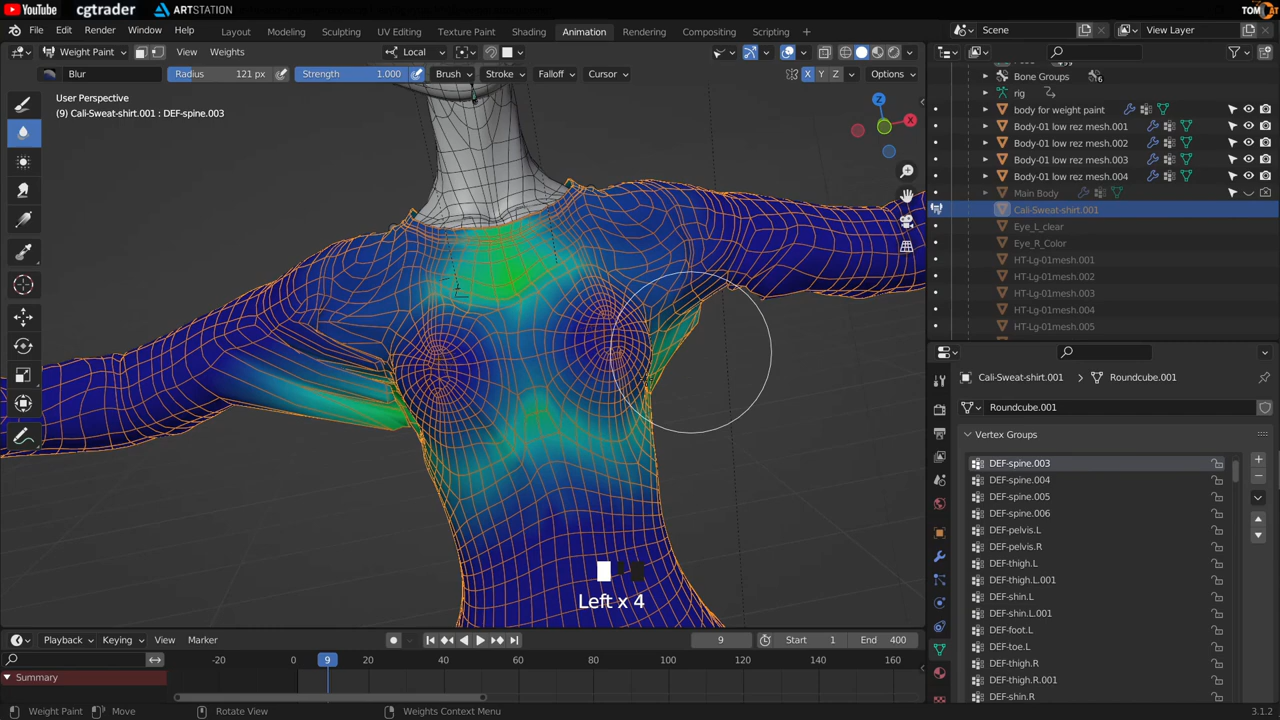 YouTube cgtrader ARTSTATION TOMCAT
File Edit Render Window Help Layout Modeling Sculpting UV Editing Texture Paint Shading Animation Rendering Compositing Scripting Scene View Layer
Weight Paint View Weights Local
Blur Radius 121 px Strength 1.000 Brush Stroke Falloff Cursor X Y Z Options
User Perspective
(9) Cali-Sweat-shirt.001 : DEF-spine.003
Z
X
Bone Groups 16
rig
body for weight paint
Body-01 low rez mesh.001
Body-01 low rez mesh.002
Body-01 low rez mesh.003
Body-01 low rez mesh.004
Main Body
Cali-Sweat-shirt.001
Eye_L_clear
Eye_R_Color
HT-Lg-01mesh.001
HT-Lg-01mesh.002
HT-Lg-01mesh.003
HT-Lg-01mesh.004
HT-Lg-01mesh.005
Cali-Sweat-shirt.001 Roundcube.001
Roundcube.001
Vertex Groups
DEF-spine.003
DEF-spine.004
DEF-spine.005
DEF-spine.006
DEF-pelvis.L
DEF-pelvis.R
DEF-thigh.L
DEF-thigh.L.001
DEF-shin.L
DEF-shin.L.001
DEF-foot.L
DEF-toe.L
DEF-thigh.R
DEF-thigh.R.001
DEF-shin.R
Left x 4
Playback Keying View Marker 9 Start 1 End 400
-20 0 9 20 40 60 80 100 120 140 160
Summary
Weight Paint Move Rotate View Weights Context Menu 3.1.2